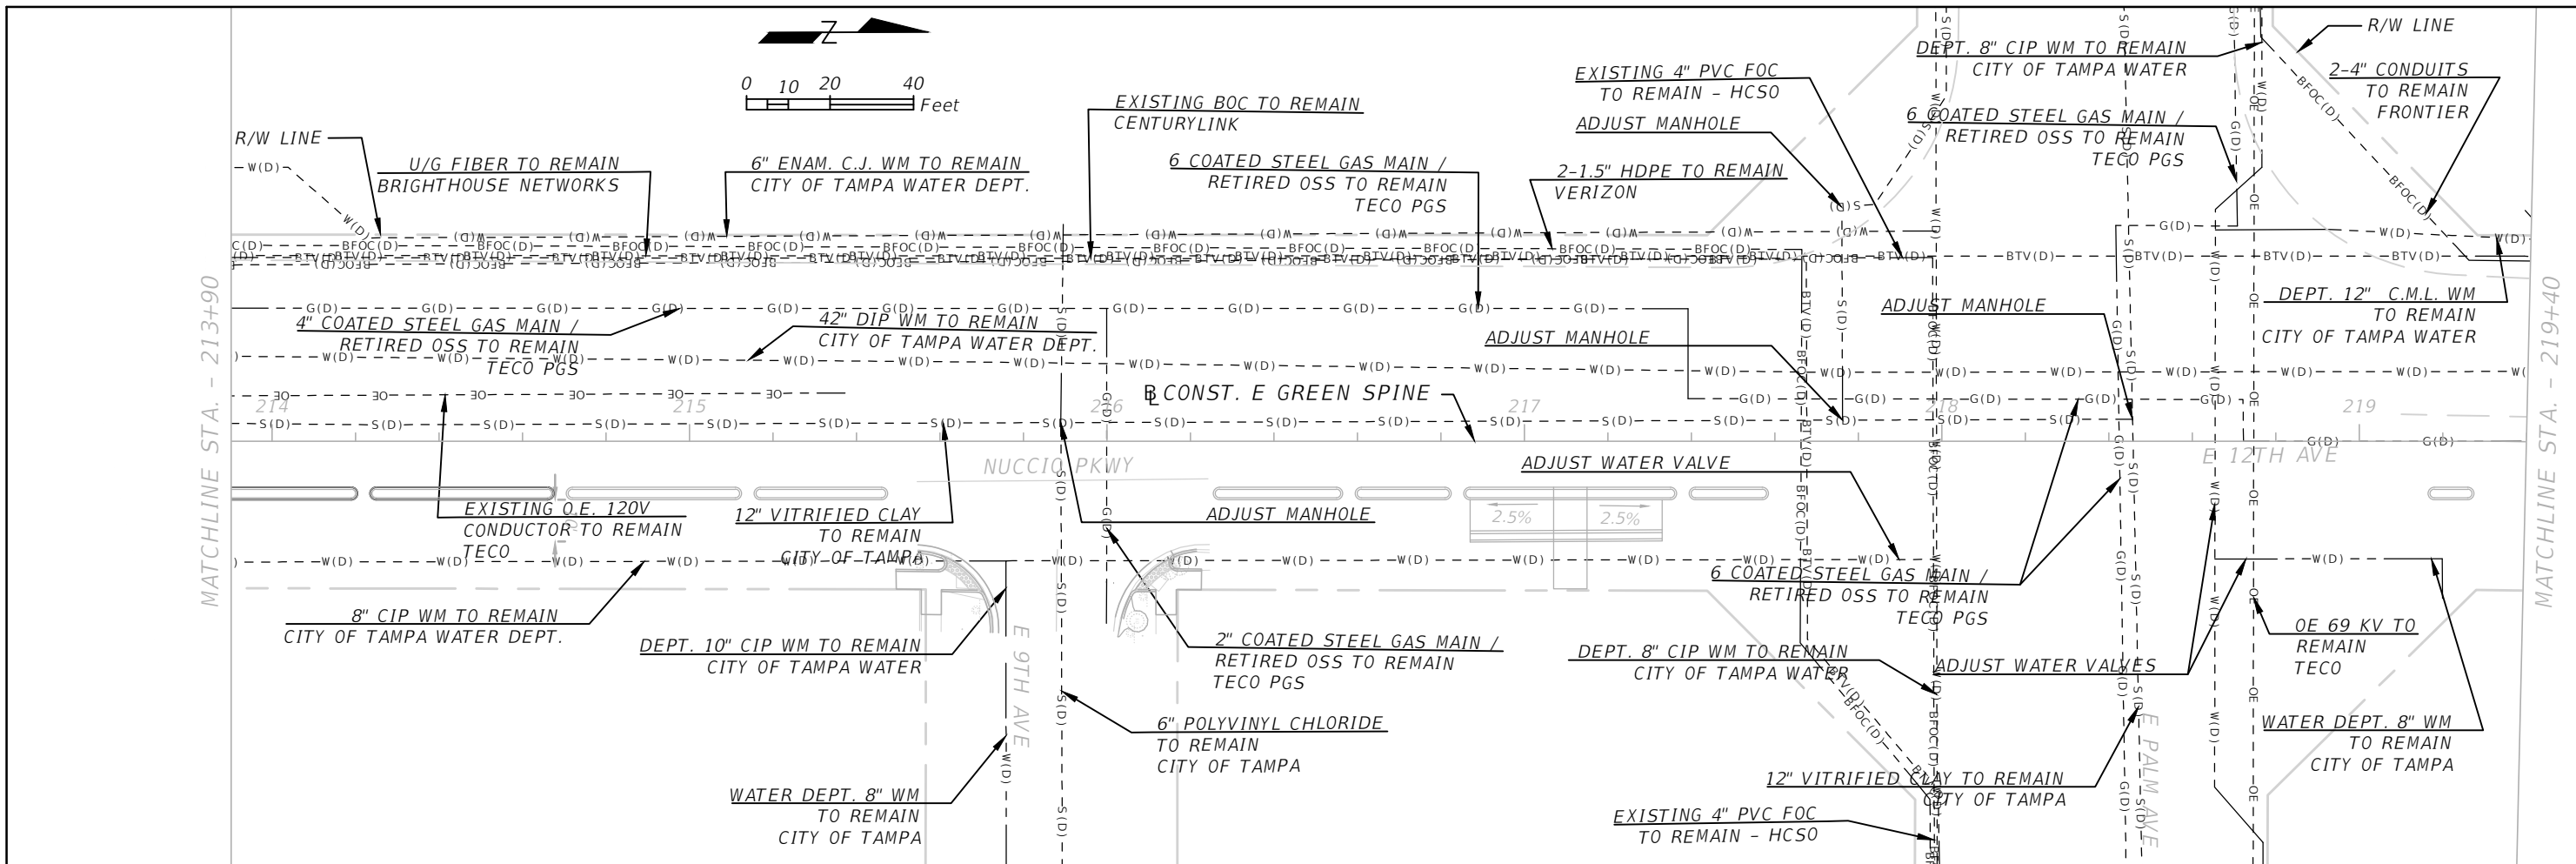 Z
0 10 20 40 Feet
R/W LINE
U/G FIBER TO REMAIN
BRIGHTHOUSE NETWORKS
6" ENAM. C.J. WM TO REMAIN
CITY OF TAMPA WATER DEPT.
EXISTING BOC TO REMAIN
CENTURYLINK
6 COATED STEEL GAS MAIN /
RETIRED OSS TO REMAIN
TECO PGS
EXISTING 4" PVC FOC
TO REMAIN - HCSO
ADJUST MANHOLE
2-1.5" HDPE TO REMAIN
VERIZON
DEPT. 8" CIP WM TO REMAIN
CITY OF TAMPA WATER
6 COATED STEEL GAS MAIN /
RETIRED OSS TO REMAIN
TECO PGS
R/W LINE
2-4" CONDUITS
TO REMAIN
FRONTIER
MATCHLINE STA. - 213+90
4" COATED STEEL GAS MAIN /
RETIRED OSS TO REMAIN
TECO PGS
42" DIP WM TO REMAIN
CITY OF TAMPA WATER DEPT.
ADJUST MANHOLE
ADJUST MANHOLE
DEPT. 12" C.M.L. WM
TO REMAIN
CITY OF TAMPA WATER
MATCHLINE STA. - 219+40
214
215
216
217
218
219
BL CONST. E GREEN SPINE
NUCCIO PKWY
E 12TH AVE
ADJUST WATER VALVE
EXISTING O.E. 120V
CONDUCTOR TO REMAIN
TECO
12" VITRIFIED CLAY
TO REMAIN
CITY OF TAMPA
ADJUST MANHOLE
2.5%
2.5%
6 COATED STEEL GAS MAIN /
RETIRED OSS TO REMAIN
TECO PGS
8" CIP WM TO REMAIN
CITY OF TAMPA WATER DEPT.
DEPT. 10" CIP WM TO REMAIN
CITY OF TAMPA WATER
E 9TH AVE
2" COATED STEEL GAS MAIN /
RETIRED OSS TO REMAIN
TECO PGS
DEPT. 8" CIP WM TO REMAIN
CITY OF TAMPA WATER
ADJUST WATER VALVES
OE 69 KV TO
REMAIN
TECO
6" POLYVINYL CHLORIDE
TO REMAIN
CITY OF TAMPA
E PALM AVE
WATER DEPT. 8" WM
TO REMAIN
CITY OF TAMPA
WATER DEPT. 8" WM
TO REMAIN
CITY OF TAMPA
12" VITRIFIED CLAY TO REMAIN
CITY OF TAMPA
EXISTING 4" PVC FOC
TO REMAIN - HCSO
W(D)
BFOC(D)
BTV(D)
G(D)
W(D)
OE
S(D)
W(D)